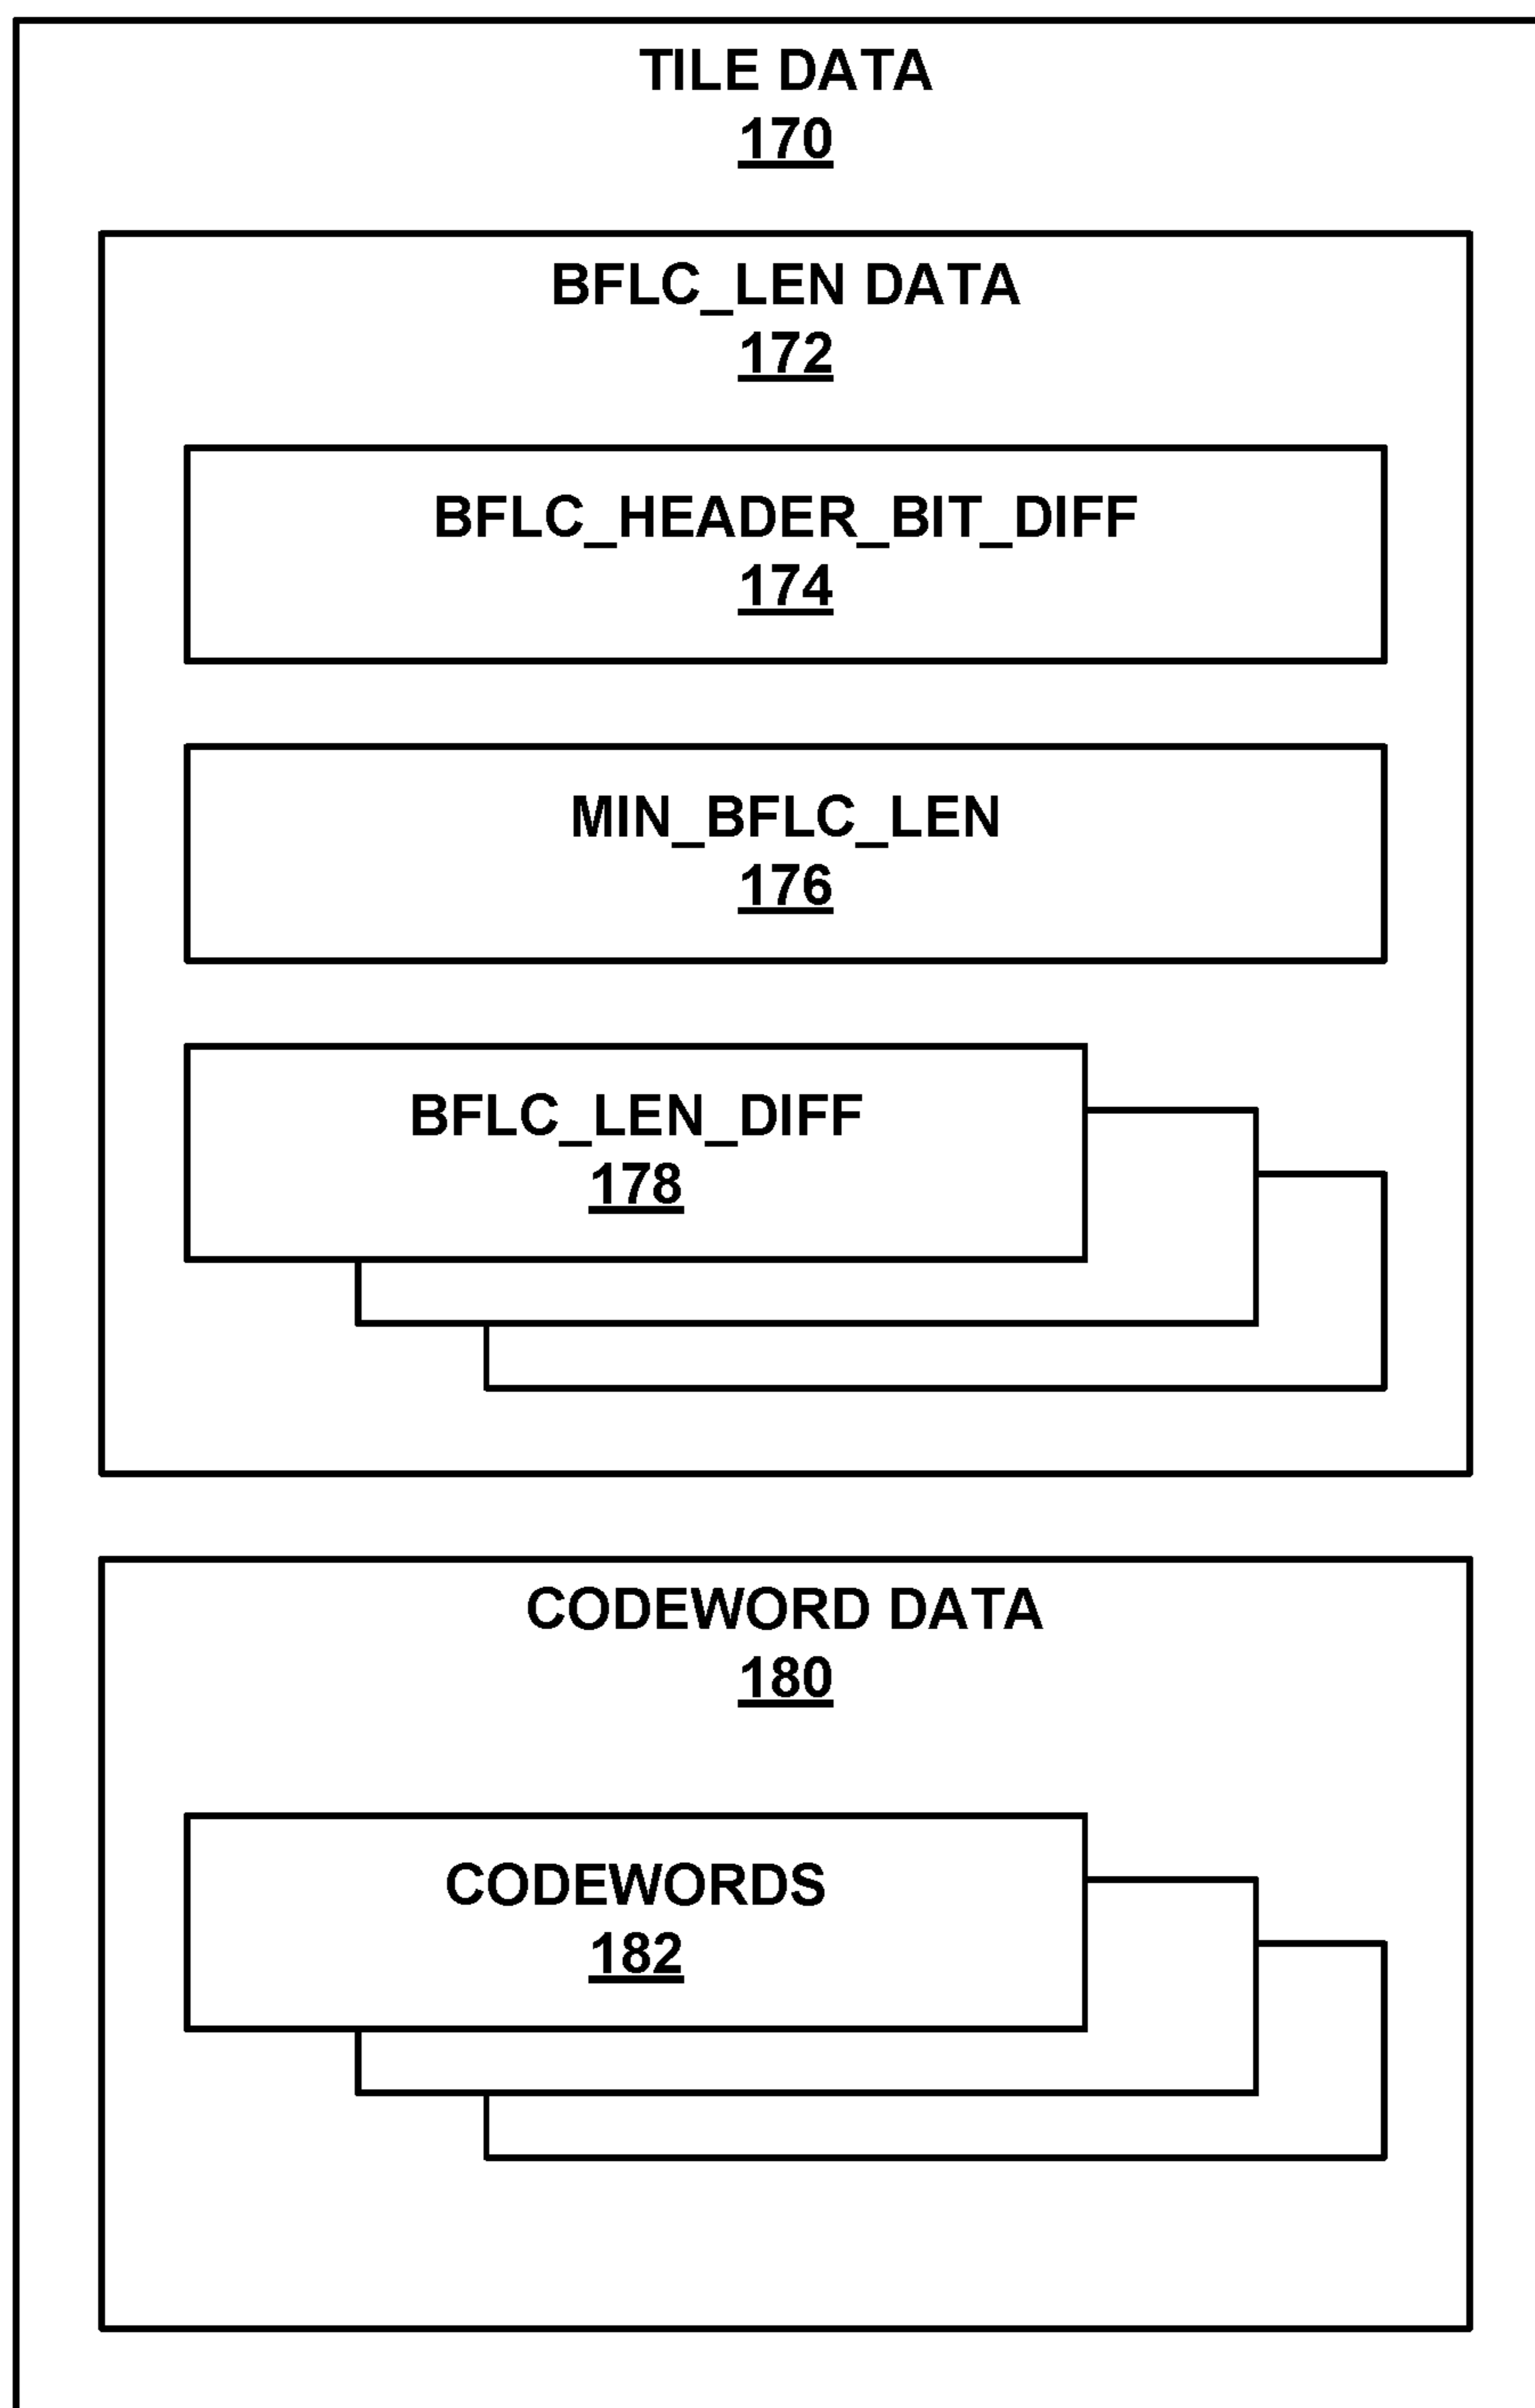 TILE DATA
170
BFLC_LEN DATA
172
BFLC_HEADER_BIT_DIFF
174
MIN_BFLC_LEN
176
BFLC_LEN_DIFF
178
CODEWORD DATA
180
CODEWORDS
182